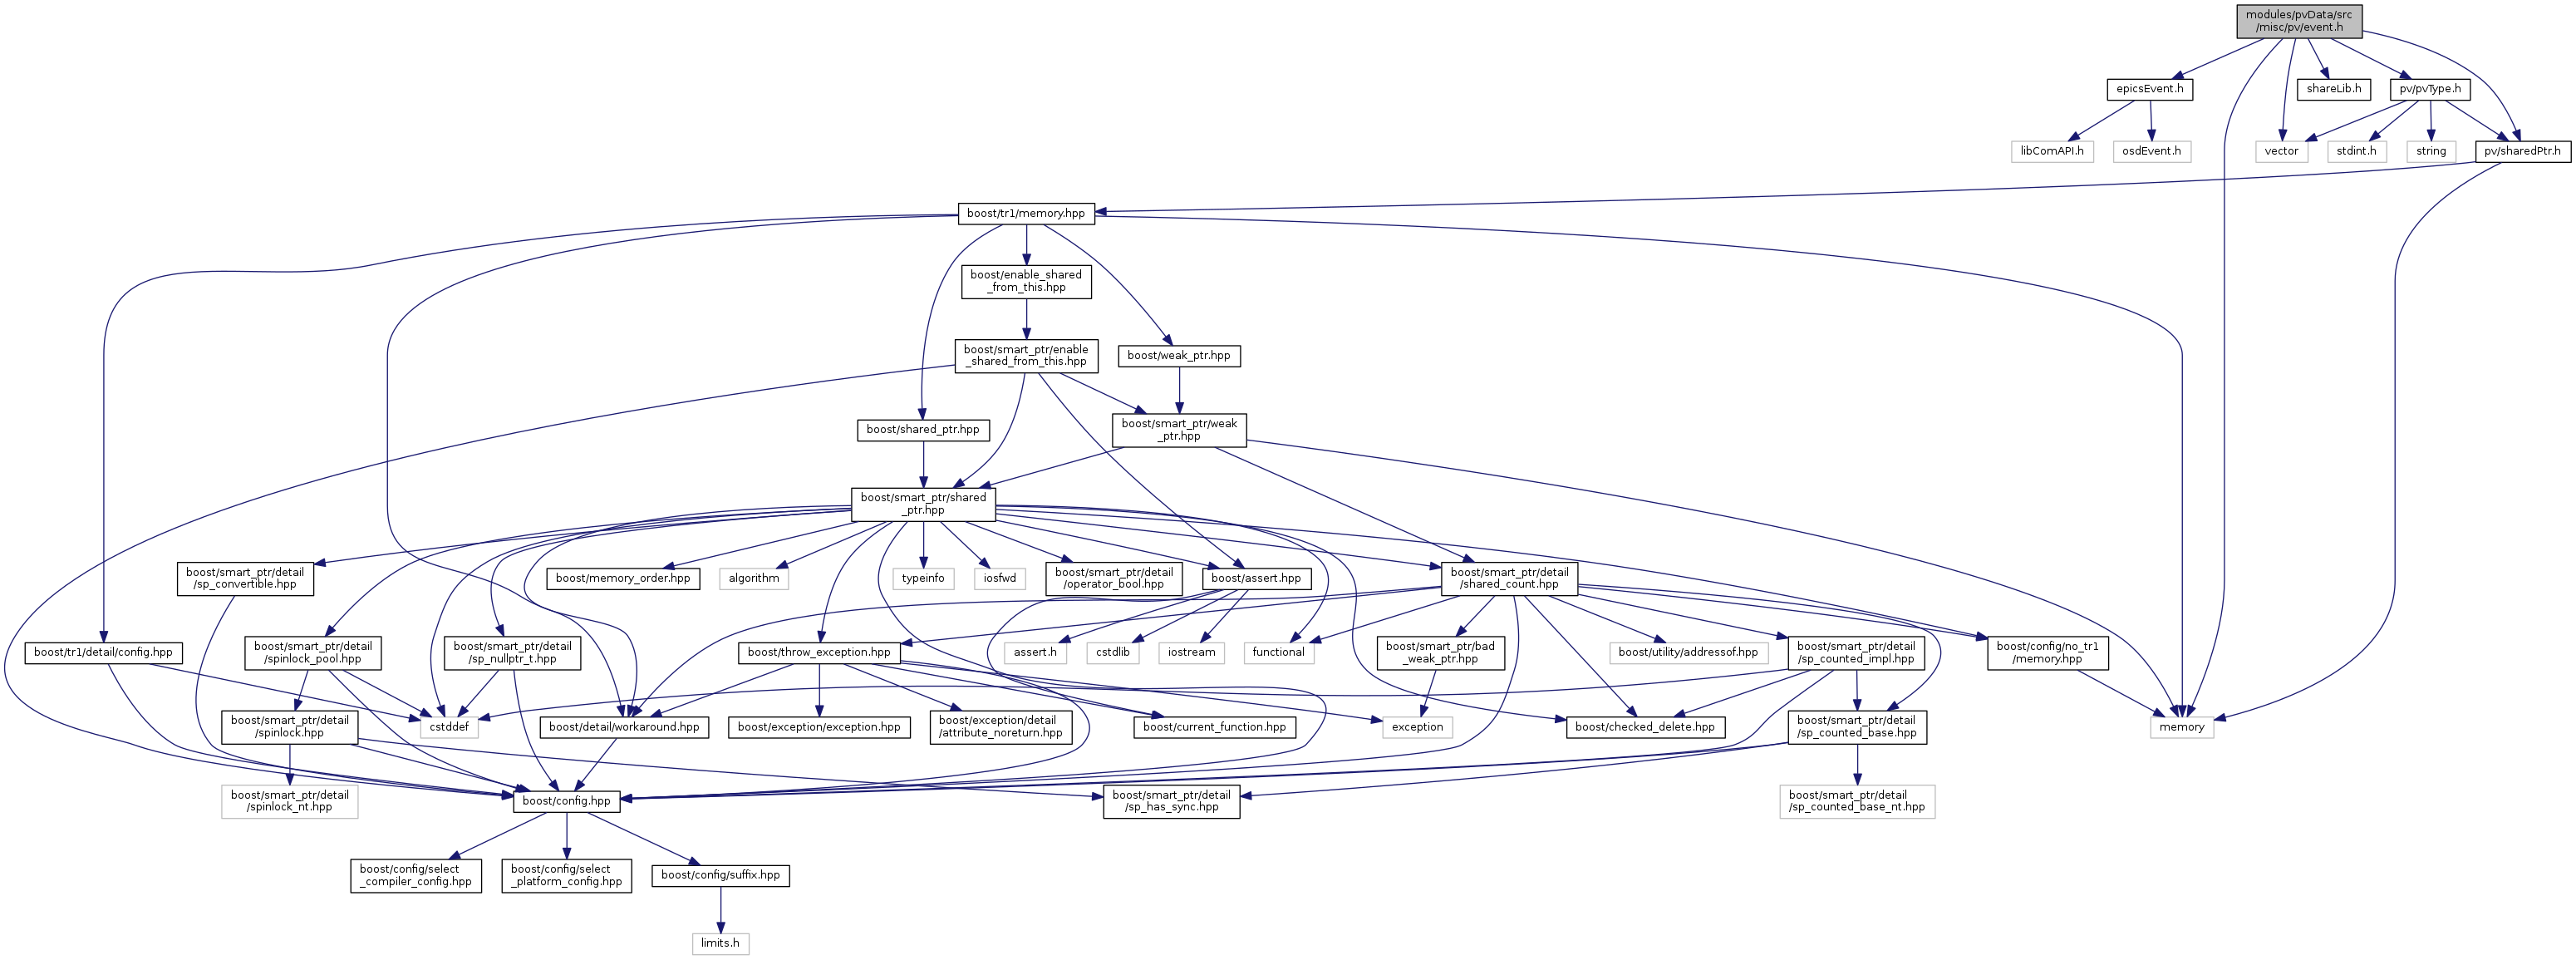 modules/pvData/src
/misc/pv/event.h
epicsEvent.h
shareLib.h
pv/pvType.h
libComAPI.h
osdEvent.h
vector
stdint.h
string
pv/sharedPtr.h
boost/tr1/memory.hpp
boost/enable_shared
_from_this.hpp
boost/smart_ptr/enable
_shared_from_this.hpp
boost/weak_ptr.hpp
boost/shared_ptr.hpp
boost/smart_ptr/weak
_ptr.hpp
boost/smart_ptr/shared
_ptr.hpp
boost/smart_ptr/detail
/sp_convertible.hpp
boost/memory_order.hpp
algorithm
typeinfo
iosfwd
boost/smart_ptr/detail
/operator_bool.hpp
boost/assert.hpp
boost/smart_ptr/detail
/shared_count.hpp
boost/tr1/detail/config.hpp
boost/smart_ptr/detail
/spinlock_pool.hpp
boost/smart_ptr/detail
/sp_nullptr_t.hpp
boost/throw_exception.hpp
assert.h
cstdlib
iostream
functional
boost/smart_ptr/bad
_weak_ptr.hpp
boost/utility/addressof.hpp
boost/smart_ptr/detail
/sp_counted_impl.hpp
boost/config/no_tr1
/memory.hpp
boost/smart_ptr/detail
/spinlock.hpp
cstddef
boost/detail/workaround.hpp
boost/exception/exception.hpp
boost/exception/detail
/attribute_noreturn.hpp
boost/current_function.hpp
exception
boost/checked_delete.hpp
boost/smart_ptr/detail
/sp_counted_base.hpp
memory
boost/smart_ptr/detail
/spinlock_nt.hpp
boost/config.hpp
boost/smart_ptr/detail
/sp_has_sync.hpp
boost/smart_ptr/detail
/sp_counted_base_nt.hpp
boost/config/select
_compiler_config.hpp
boost/config/select
_platform_config.hpp
boost/config/suffix.hpp
limits.h